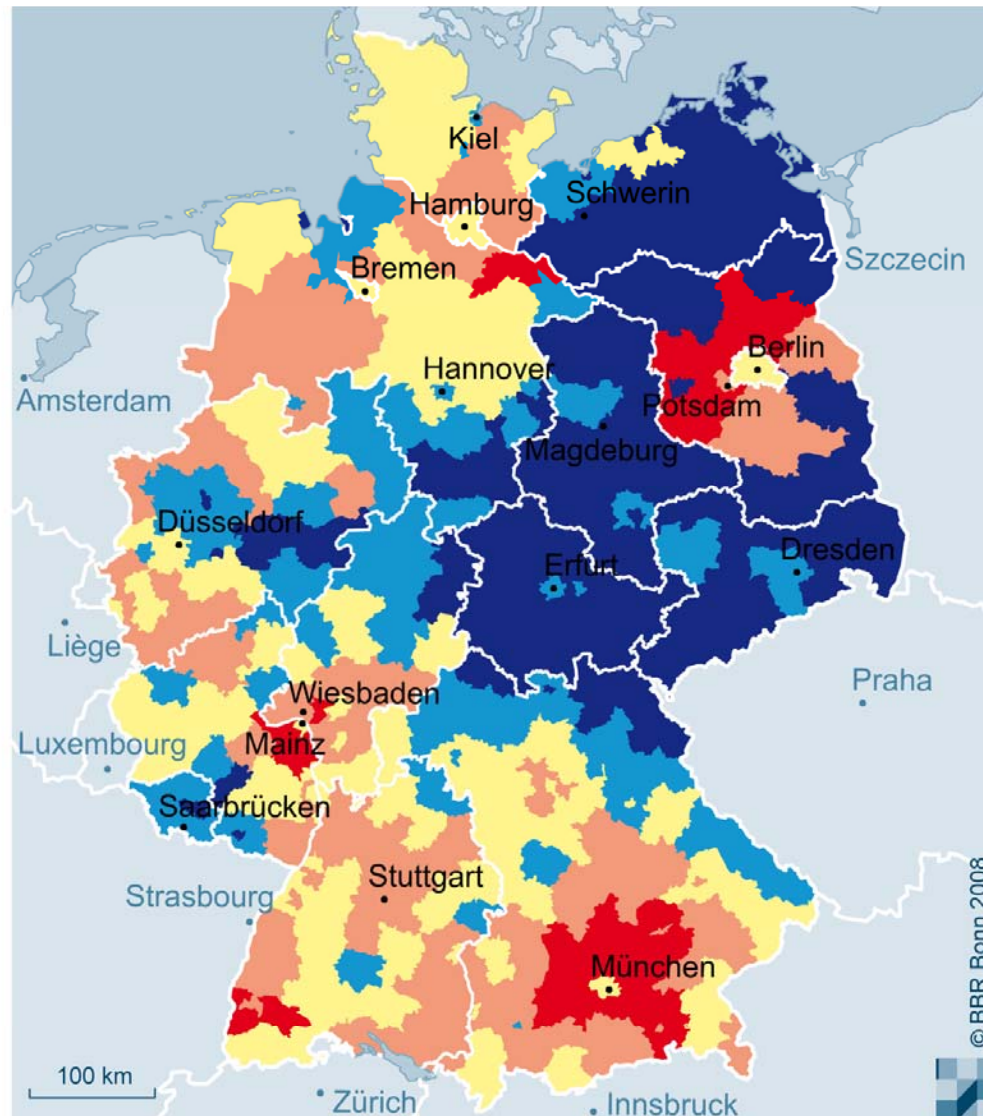 Kiel
Schwerin
Hamburg
Szczecin
Bremen
Berlin
Hannover
Amsterdam
Potsdam
Magdeburg
Düsseldorf
Dresden
Erfurt
Liège
Praha
Wiesbaden
Mainz
Luxembourg
Saarbrücken
Stuttgart
Strasbourg
München
© BBR Bonn 2008
100 km
Zürich
Innsbruck